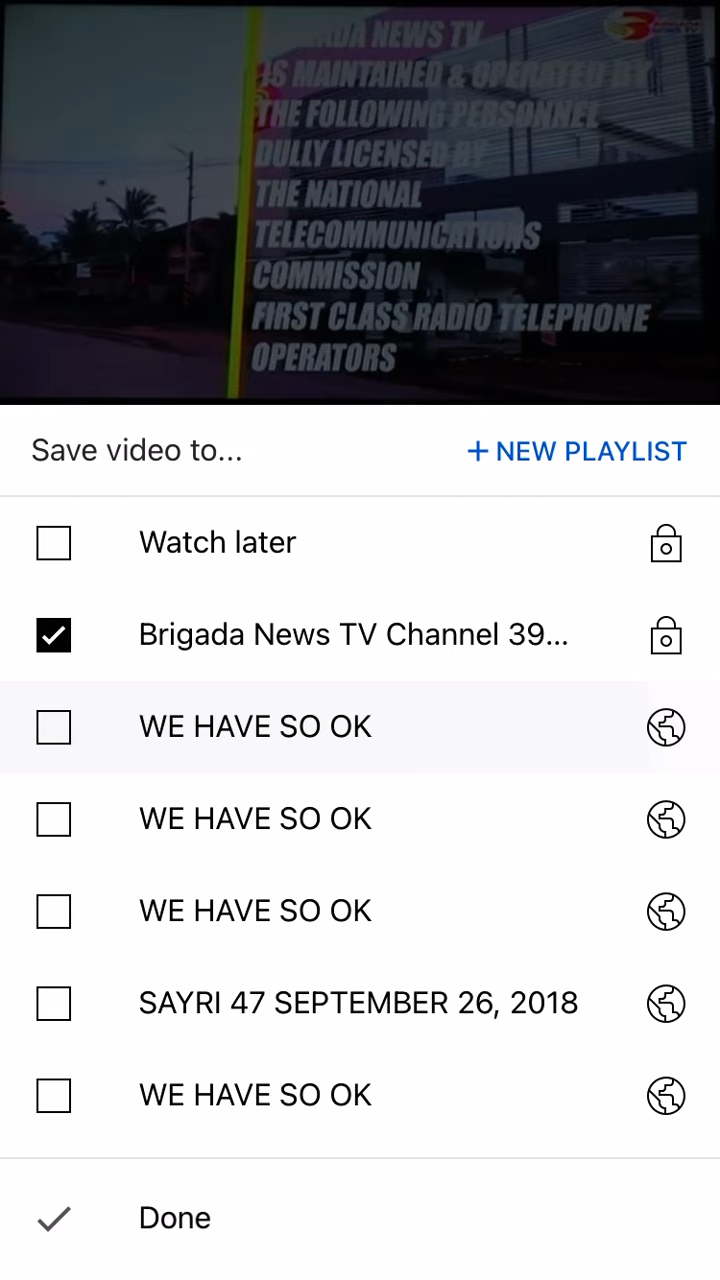 NEWS TV
IS MAINTAINED & OPERATED BY
THE FOLLOWING PERSONNEL
DULLY LICENSED BY
THE NATIONAL
TELECOMMUNICATIONS
COMMISSION
FIRST CLASS RADIO TELEPHONE
OPERATORS
Save video to...
+ NEW PLAYLIST
Watch later
Brigada News TV Channel 39...
WE HAVE SO OK
WE HAVE SO OK
WE HAVE SO OK
SAYRI 47 SEPTEMBER 26, 2018
WE HAVE SO OK
Done